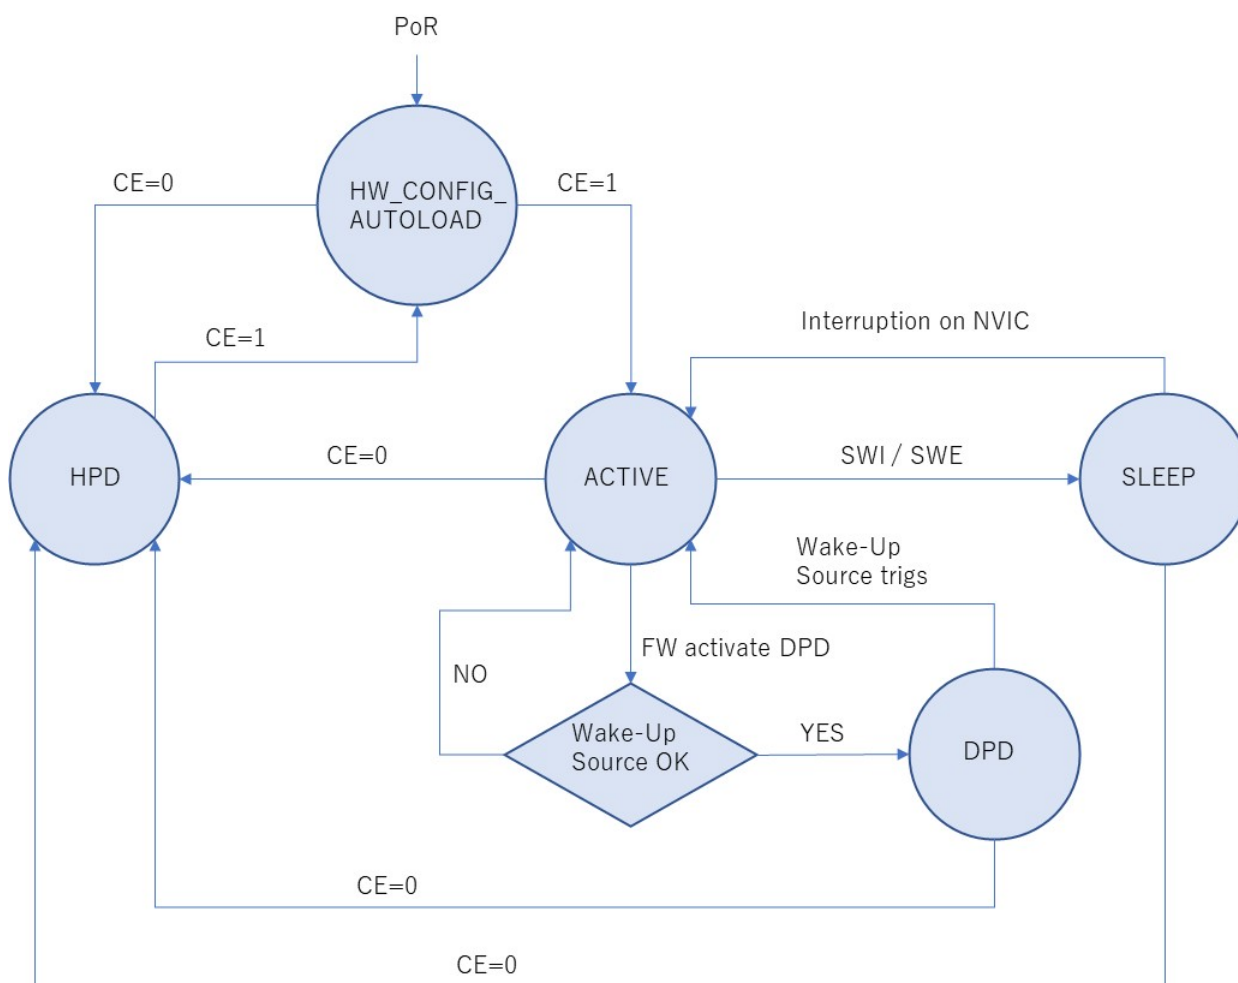 PoR
CE=0
HW_CONFIG_
AUTOLOAD
CE=1
CE=1
Interruption on NVIC
HPD
CE=0
ACTIVE
SWI / SWE
SLEEP
Wake-Up
Source trigs
FW activate DPD
NO
Wake-Up
Source OK
YES
DPD
CE=0
CE=0